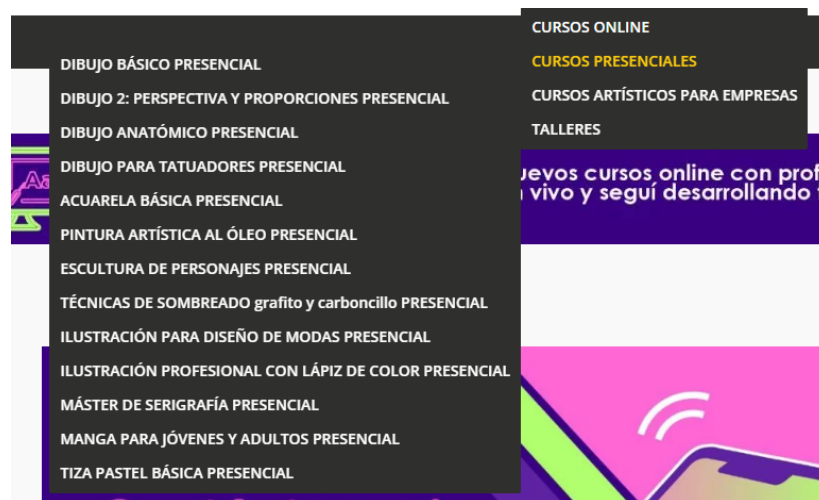 CURSOS ONLINE
CURSOS PRESENCIALES
CURSOS ARTÍSTICOS PARA EMPRESAS
TALLERES
DIBUJO BÁSICO PRESENCIAL
DIBUJO 2: PERSPECTIVA Y PROPORCIONES PRESENCIAL
DIBUJO ANATÓMICO PRESENCIAL
DIBUJO PARA TATUADORES PRESENCIAL
ACUARELA BÁSICA PRESENCIAL
PINTURA ARTÍSTICA AL ÓLEO PRESENCIAL
ESCULTURA DE PERSONAJES PRESENCIAL
TÉCNICAS DE SOMBREADO grafito y carboncillo PRESENCIAL
ILUSTRACIÓN PARA DISEÑO DE MODAS PRESENCIAL
ILUSTRACIÓN PROFESIONAL CON LÁPIZ DE COLOR PRESENCIAL
MÁSTER DE SERIGRAFÍA PRESENCIAL
MANGA PARA JÓVENES Y ADULTOS PRESENCIAL
TIZA PASTEL BÁSICA PRESENCIAL
Aa
cursos online con
vivo y seguí desarrollando